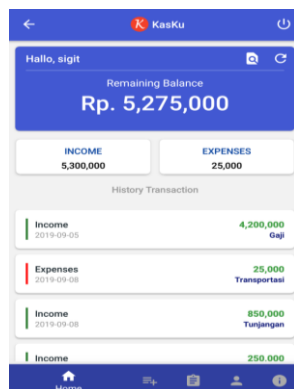 KasKu
Hallo, sigit
Remaining Balance
Rp. 5,275,000
INCOME
5,300,000
EXPENSES
25,000
History Transaction
Income
4,200,000
2019-09-05
Gaji
Expenses
25,000
2019-09-08
Transportasi
Income
850,000
2019-09-08
Tunjangan
Income
250.000
Home